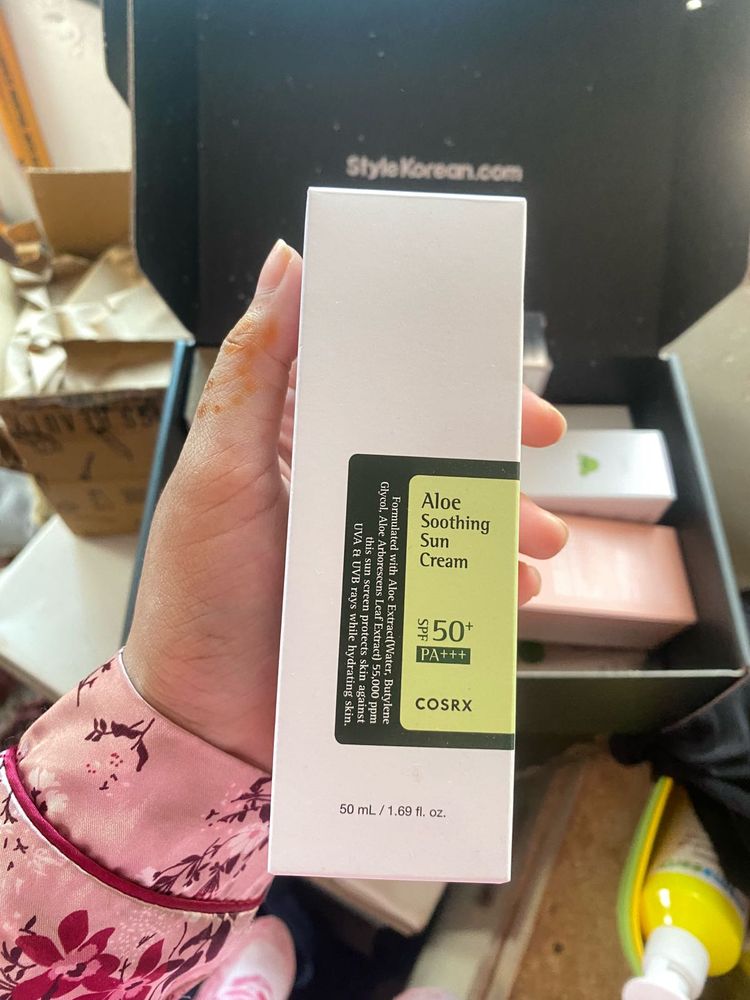 StyleKorean.com
Aloe
Soothing
Sun
Cream
SPF 50+
PA+++
COSRX
Formulated with Aloe Extract(Water, Butylene
Glycol, Aloe Arborescens Leaf Extract) 55,000 ppm
this sun screen protects skin against
UVA & UVB rays while hydrating skin.
50 mL / 1.69 fl. oz.